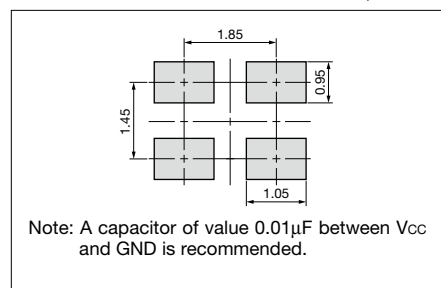 1.85
0.95
1.45
1.05
Note: A capacitor of value 0.01μF between Vcc
and GND is recommended.